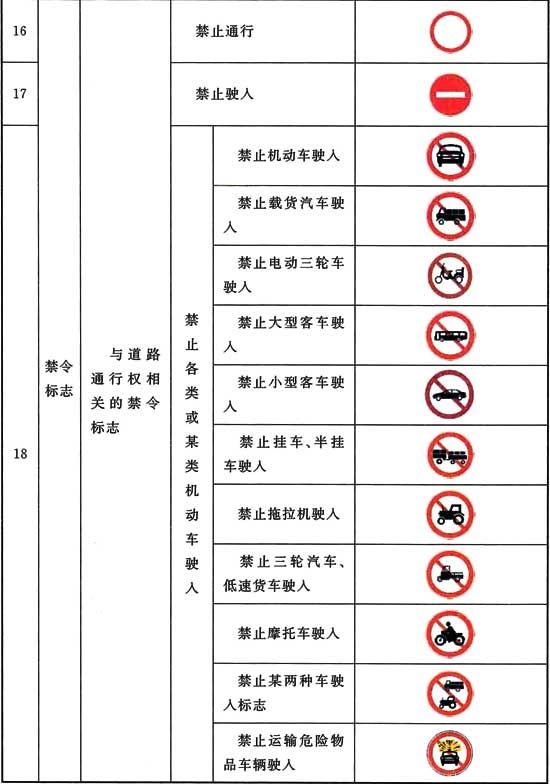 16
禁止通行
17
禁止驶入
18
禁令
标志
与道路
通行权相
关的禁令
标志
禁止各类或某类机动车驶入
禁止机动车驶入
禁止载货汽车驶
入
禁止电动三轮车
驶入
禁止大型客车驶
入
禁止小型客车驶
入
禁止挂车、半挂
车驶入
禁止拖拉机驶入
禁止三轮汽车、
低速货车驶入
禁止摩托车驶入
禁止某两种车驶
入标志
禁止运输危险物
品车辆驶入